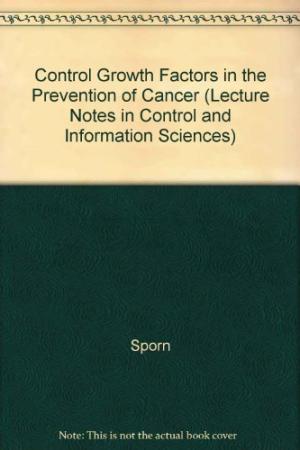 Control Growth Factors in the
Prevention of Cancer (Lecture
Notes in Control and
Information Sciences)
Sporn
Note: This is not the actual book cover